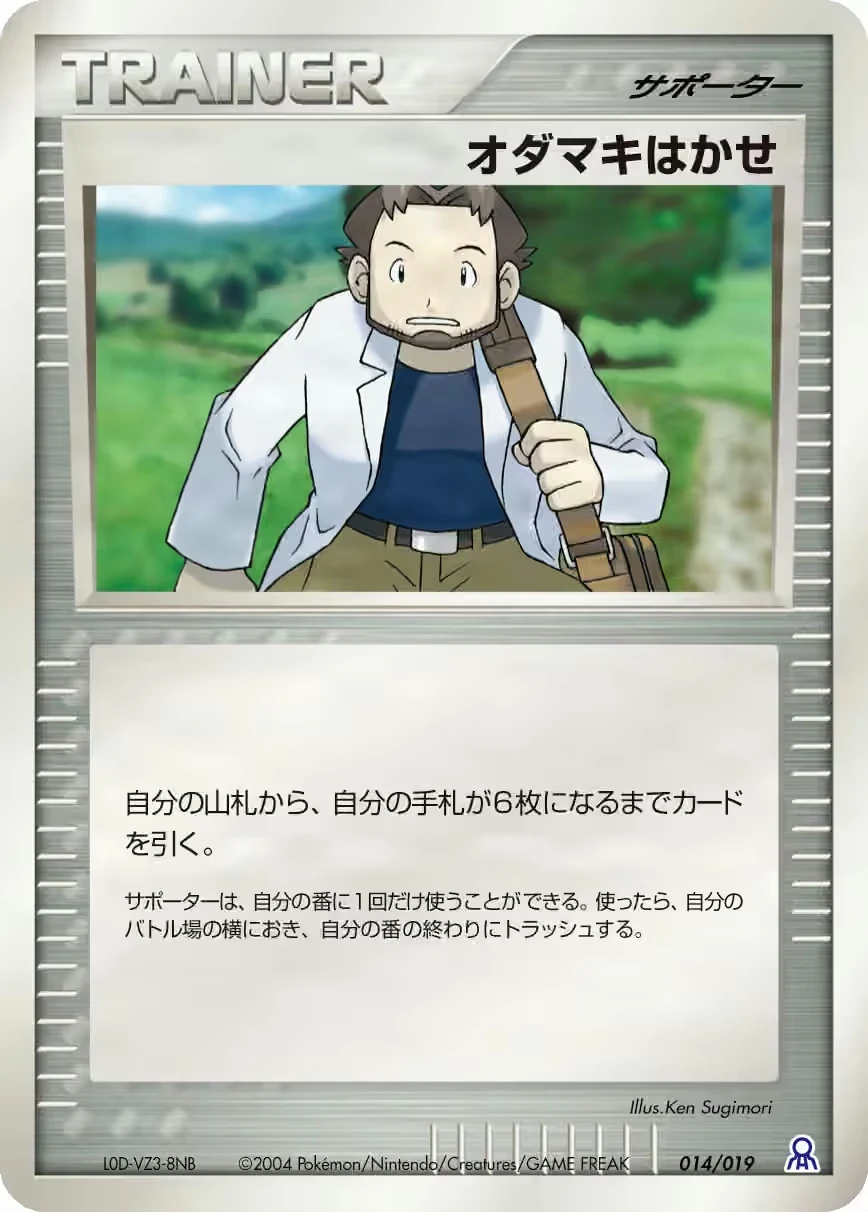 TRAINER
サポーター
オダマキはかせ
自分の山札から、自分の手札が6枚になるまでカード
を引く。
サポーターは、自分の番に1回だけ使うことができる。使ったら、自分の
バトル場の横におき、自分の番の終わりにトラッシュする。
Illus.Ken Sugimori
L0D-VZ3-8NB ©2004 Pokémon/Nintendo/Creatures/GAME FREAK 014/019